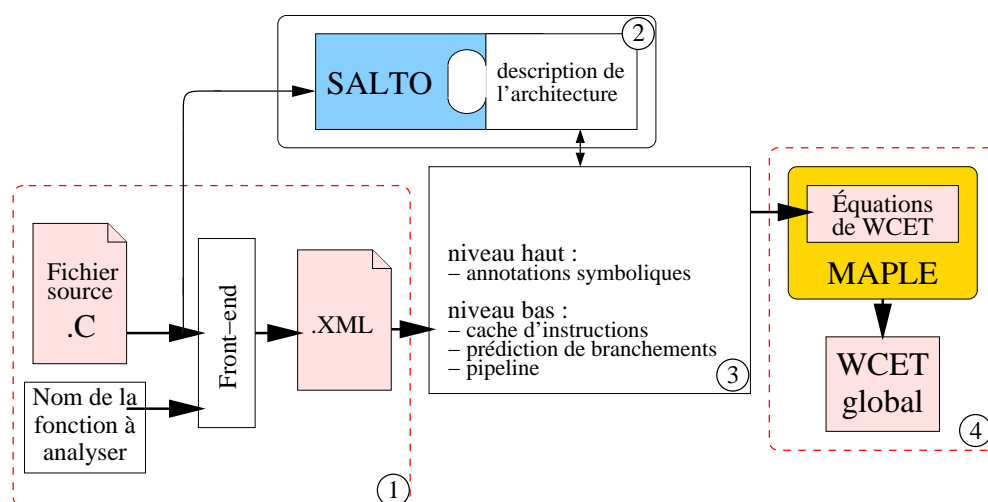 2
SALTO
description de
l'architecture
Fichier
source
.C
Nom de la
fonction à
analyser
Front–end
.XML
1
niveau haut :
– annotations symboliques
niveau bas :
– cache d'instructions
– prédiction de branchements
– pipeline
3
Équations
de WCET
MAPLE
WCET
global
4